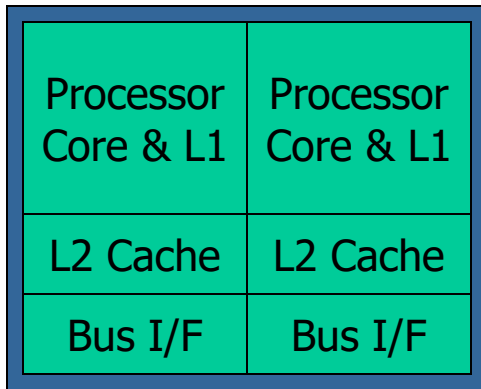 Processor
Core & L1
Processor
Core & L1
L2 Cache
L2 Cache
Bus I/F
Bus I/F